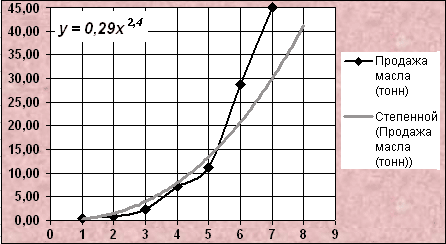 y = 0,29x^2,4
45,00
40,00
35,00
30,00
25,00
20,00
15,00
10,00
5,00
0,00
0 1 2 3 4 5 6 7 8 9
Продажа
масла
(тонн)
Степенной
(Продажа
масла
(тонн))